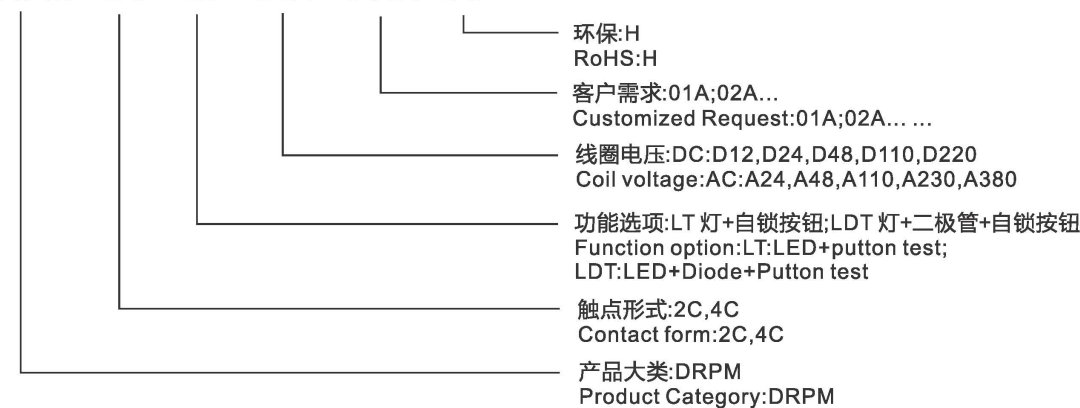 环保:H
RoHS:H
客户需求:01A;02A...
Customized Request:01A;02A... ...
线圈电压:DC:D12,D24,D48,D110,D220
Coil voltage:AC:A24,A48,A110,A230,A380
功能选项:LT 灯+自锁按钮;LDT 灯+二极管+自锁按钮
Function option:LT:LED+putton test;
LDT:LED+Diode+Putton test
触点形式:2C,4C
Contact form:2C,4C
产品大类:DRPM
Product Category:DRPM